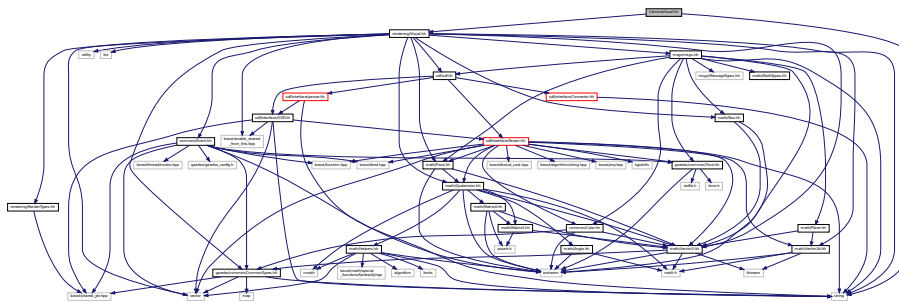 CameraVisual.hh
rendering/Visual.hh
utility
list
msgs/msgs.hh
sdf/sdf.hh
msgs/MessageTypes.hh
math/MathTypes.hh
sdf/interface/parser.hh
sdf/interface/Converter.hh
sdf/interface/SDF.hh
math/Box.hh
common/Event.hh
boost/enable_shared
_from_this.hpp
sdf/interface/Param.hh
boost/thread/mutex.hpp
gazebo/gazebo_config.h
boost/function.hpp
boost/bind.hpp
math/Pose.hh
boost/lexical_cast.hpp
boost/algorithm/string.hpp
boost/any.hpp
typeinfo
gazebo/common/Time.hh
math/Quaternion.hh
stdlib.h
time.h
rendering/RenderTypes.hh
math/Matrix4.hh
math/Matrix3.hh
common/Color.hh
math/Plane.hh
math/Helpers.hh
assert.h
math/Angle.hh
math/Vector3.hh
math/Vector2d.hh
gazebo/common/CommonTypes.hh
cmath
boost/math/special
_functions/fpclassify.hpp
algorithm
limits
iostream
math.h
fstream
boost/shared_ptr.hpp
vector
map
string